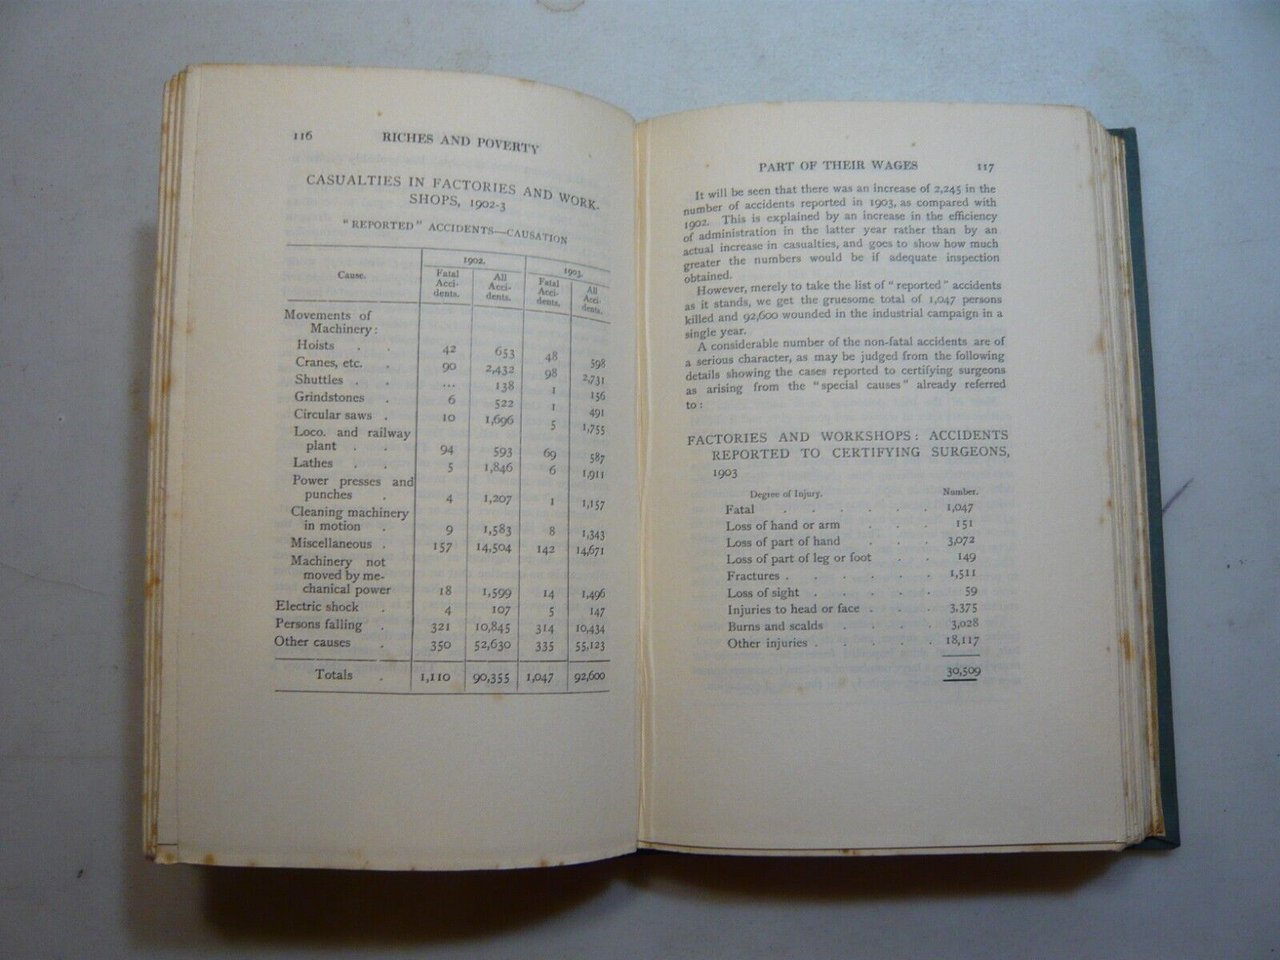 116 RICHES AND POVERTY
CASUALTIES IN FACTORIES AND WORK-
SHOPS, 1902-3
"REPORTED" ACCIDENTS—CAUSATION
Cause. 1902. 1903.
Fatal Acci- dents. All Acci- dents. Fatal Acci- dents. All Acci- dents.
Movements of
Machinery:
Hoists . . 42 653 48 598
Cranes, etc. . 90 2,432 98 2,731
Shuttles . . ... 138 1 156
Grindstones . 6 522 1 491
Circular saws . 10 1,696 5 1,755
Loco. and railway
plant . . 94 593 69 587
Lathes . . 5 1,846 6 1,911
Power presses and
punches . 4 1,207 1 1,157
Cleaning machinery
in motion . 9 1,583 8 1,343
Miscellaneous . 157 14,504 142 14,671
Machinery not
moved by me-
chanical power 18 1,599 14 1,496
Electric shock . 4 107 5 147
Persons falling . 321 10,845 314 10,434
Other causes . 350 52,630 335 55,123
Totals . 1,110 90,355 1,047 92,600
PART OF THEIR WAGES 117
It will be seen that there was an increase of 2,245 in the
number of accidents reported in 1903, as compared with
1902. This is explained by an increase in the efficiency
of administration in the latter year rather than by an
actual increase in casualties, and goes to show how much
greater the numbers would be if adequate inspection
obtained.
However, merely to take the list of "reported" accidents
as it stands, we get the gruesome total of 1,047 persons
killed and 92,600 wounded in the industrial campaign in a
single year.
A considerable number of the non-fatal accidents are of
a serious character, as may be judged from the following
details showing the cases reported to certifying surgeons
as arising from the "special causes" already referred
to:
FACTORIES AND WORKSHOPS: ACCIDENTS
REPORTED TO CERTIFYING SURGEONS,
1903
Degree of Injury. Number.
Fatal . . . . . . 1,047
Loss of hand or arm . . . 151
Loss of part of hand . . . 3,072
Loss of part of leg or foot . . 149
Fractures . . . . . . 1,511
Loss of sight . . . . . 59
Injuries to head or face . . . 3,375
Burns and scalds . . . . 3,028
Other injuries . . . . . 18,117
30,509